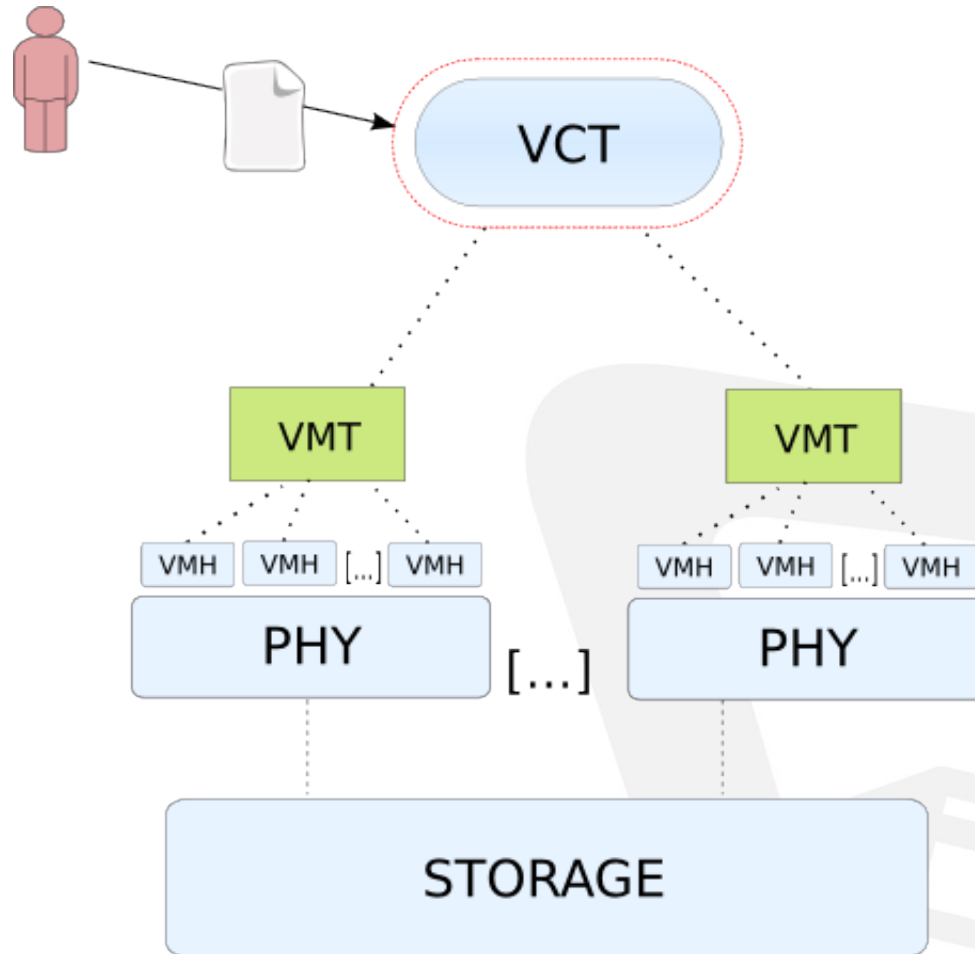 VCT
VMT
VMT
VMH VMH [...] VMH
VMH VMH [...] VMH
PHY
[...]
PHY
STORAGE